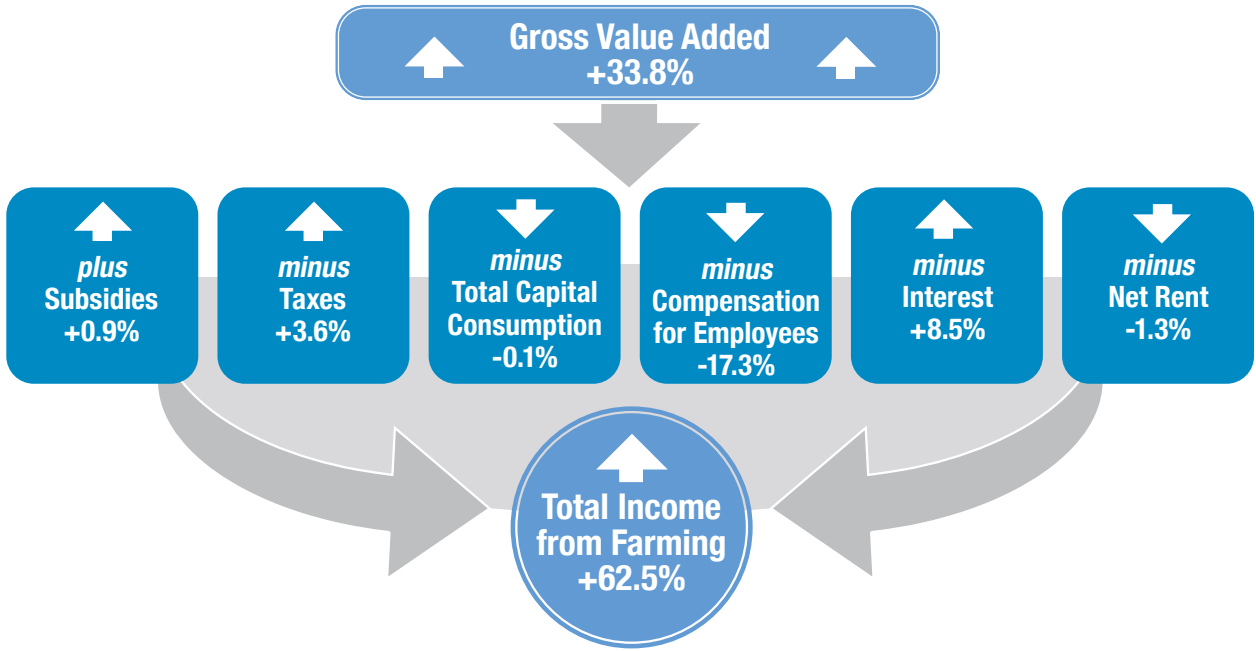 Gross Value Added
+33.8%
plus
Subsidies
+0.9%
minus
Taxes
+3.6%
minus
Total Capital
Consumption
-0.1%
minus
Compensation
for Employees
-17.3%
minus
Interest
+8.5%
minus
Net Rent
-1.3%
Total Income
from Farming
+62.5%